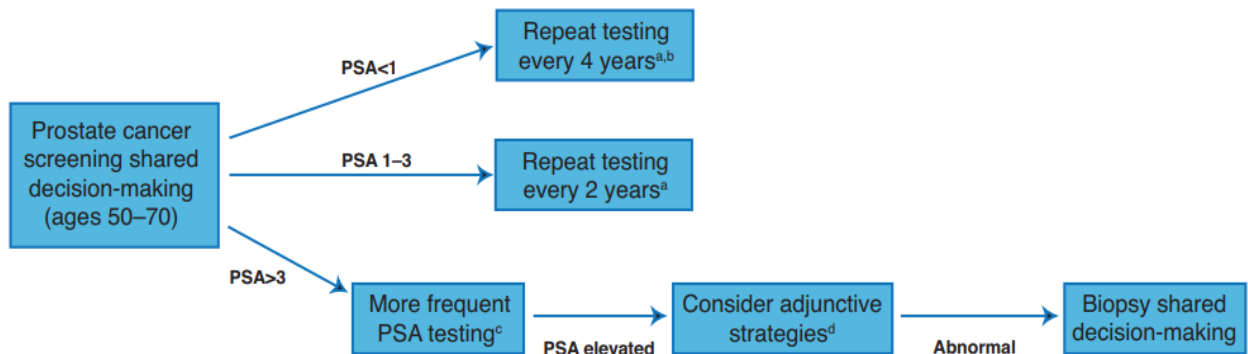 Prostate cancer
screening shared
decision-making
(ages 50–70)
PSA<1
Repeat testing
every 4 years^a,b
PSA 1–3
Repeat testing
every 2 years^a
PSA>3
More frequent
PSA testing^c
PSA elevated
Consider adjunctive
strategies^d
Abnormal
Biopsy shared
decision-making